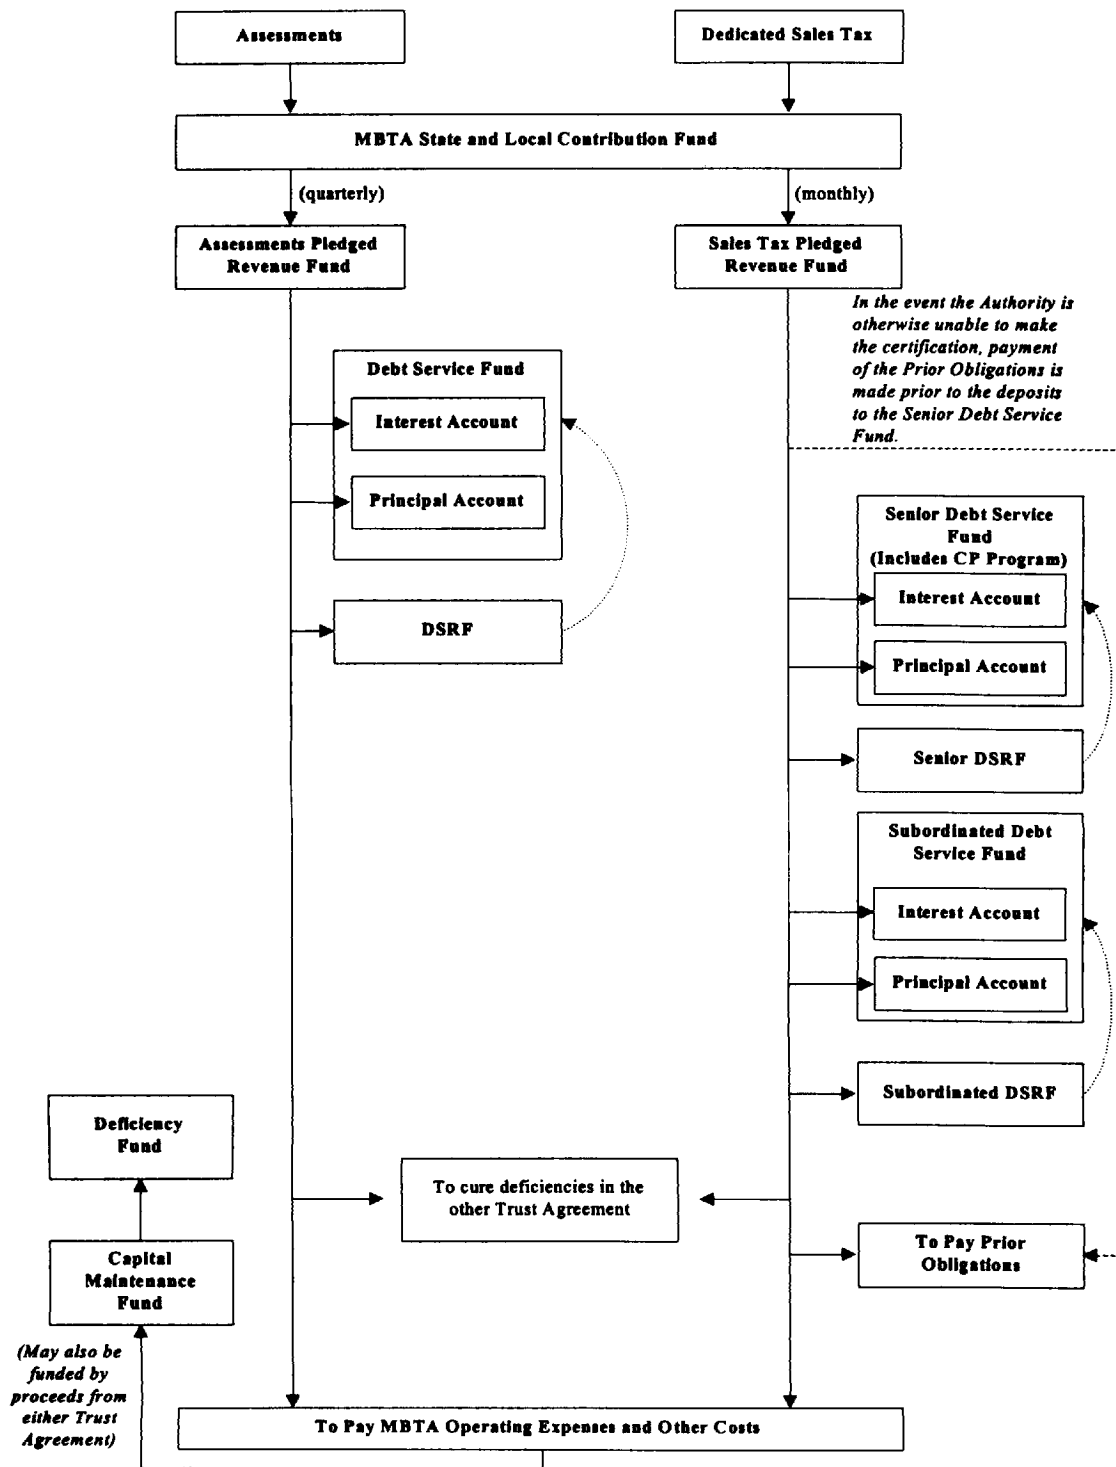 Assessments
Dedicated Sales Tax
MBTA State and Local Contribution Fund
(quarterly)
(monthly)
Assessments Pledged
Revenue Fund
Sales Tax Pledged
Revenue Fund
In the event the Authority is
otherwise unable to make
the certification, payment
of the Prior Obligations is
made prior to the deposits
to the Senior Debt Service
Fund.
Debt Service Fund
Interest Account
Principal Account
DSRF
Senior Debt Service
Fund
(Includes CP Program)
Interest Account
Principal Account
Senior DSRF
Subordinated Debt
Service Fund
Interest Account
Principal Account
Subordinated DSRF
Deficiency
Fund
To cure deficiencies in the
other Trust Agreement
To Pay Prior
Obligations
Capital
Maintenance
Fund
(May also be
funded by
proceeds from
either Trust
Agreement)
To Pay MBTA Operating Expenses and Other Costs